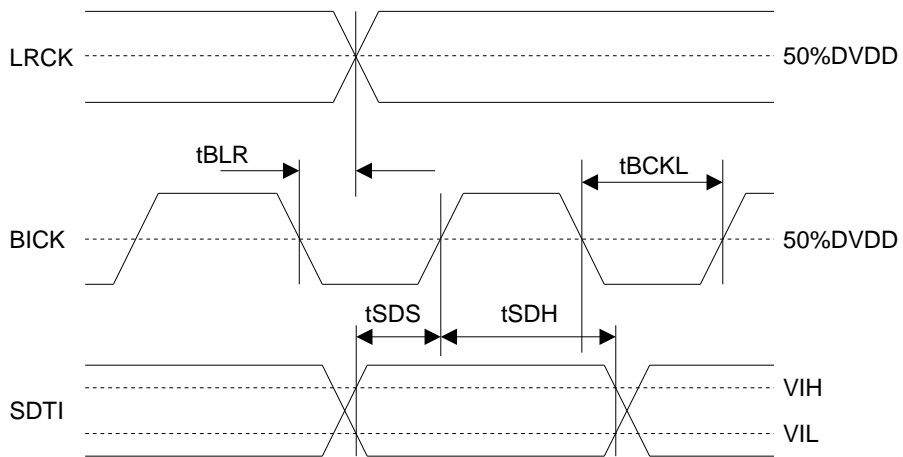 LRCK
50%DVDD
tBLR
tBCKL
BICK
50%DVDD
tSDS
tSDH
VIH
SDTI
VIL